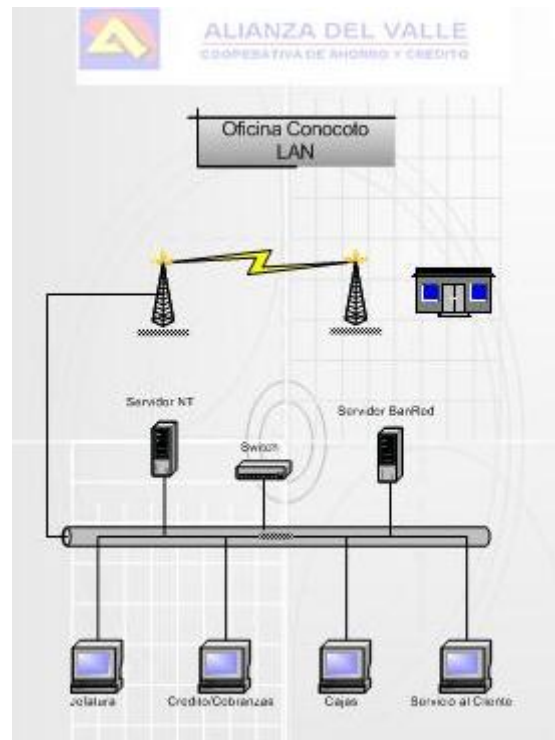 ALIANZA DEL VALLE
COOPERATIVA DE AHORRO Y CREDITO
Oficina Conocoto
LAN
Servidor NT
Servidor BanRed
Switch
Jefatura
Credito/Cobranzas
Cajas
Servicio al Cliente